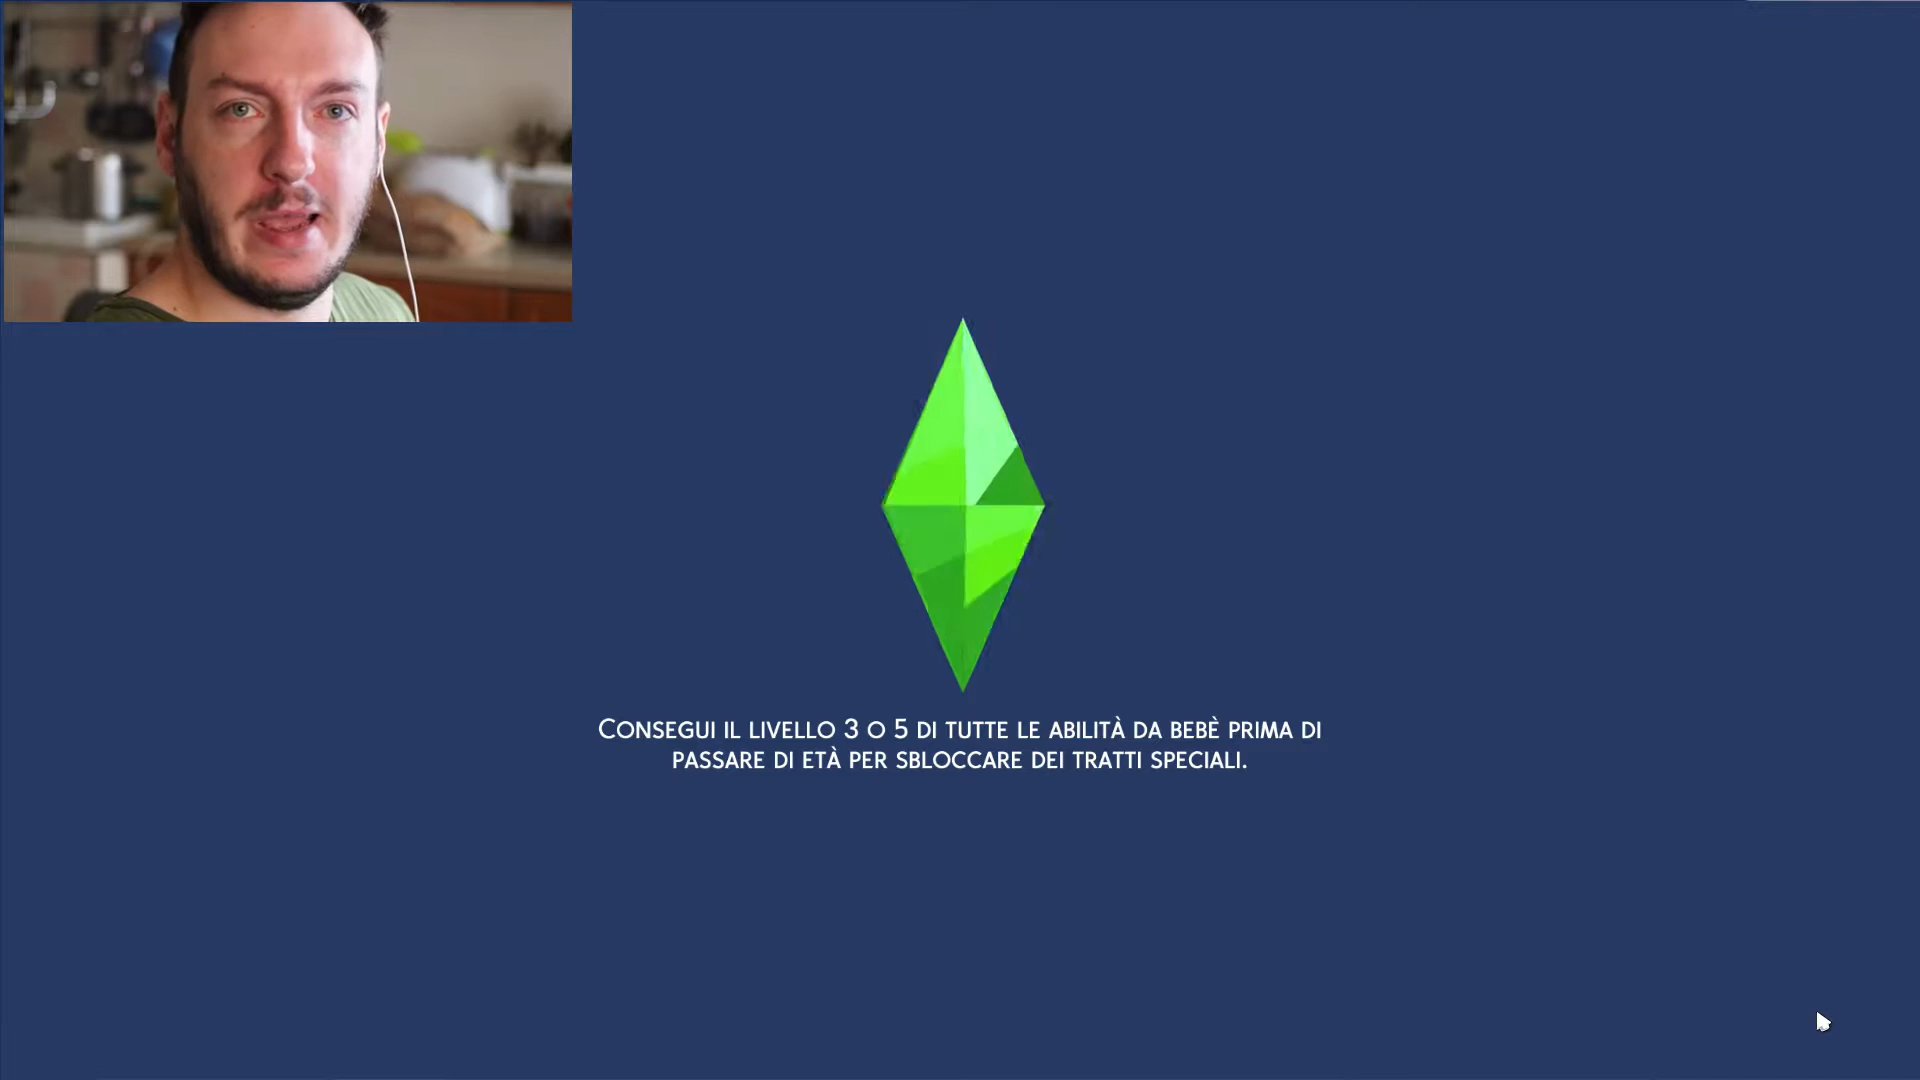 Consegui il livello 3 o 5 di tutte le abilità da bebè prima di
passare di età per sbloccare dei tratti speciali.